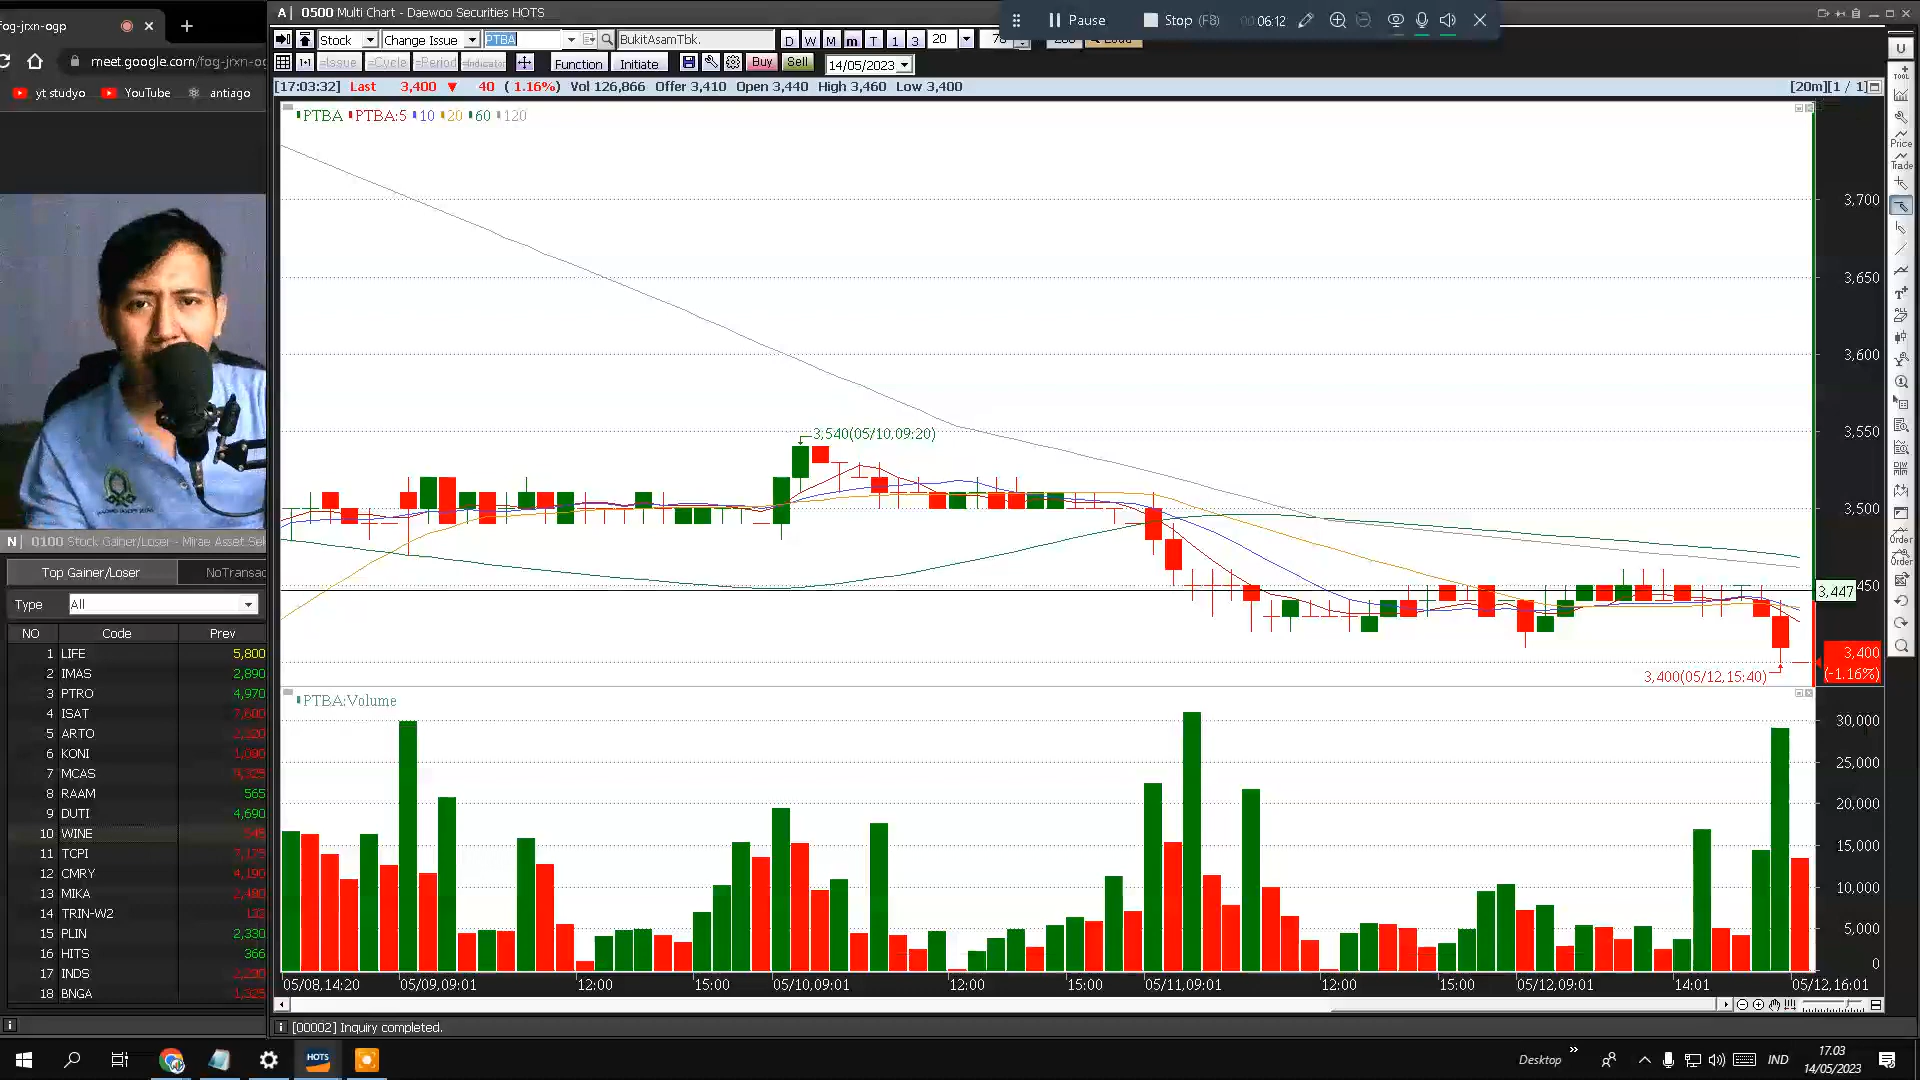 fog-jrxn-ogp
meet.google.com/fog-jrxn-og
yt studyo YouTube antiago
A 0500 Multi Chart - Daewoo Securities HOTS
Pause Stop (F8) 00:06:12
Stock Change Issue PTBA BukitAsamTbk. D W M m T 1 3 20
=Issue =Cycle =Period =Indicator Function Initiate Buy Sell 14/05/2023
[17:03:32] Last 3,400 ▼ 40 ( 1.16%) Vol 126,866 Offer 3,410 Open 3,440 High 3,460 Low 3,400 [20m][1 / 1]
PTBA PTBA:5 10 20 60 120
3,700
3,650
3,600
3,550
3,540(05/10,09:20)
3,500
3,450
3,447
3,400
(-1.16%)
3,400(05/12,15:40)
PTBA:Volume
30,000
25,000
20,000
15,000
10,000
5,000
0
05/08,14:20 05/09,09:01 12:00 15:00 05/10,09:01 12:00 15:00 05/11,09:01 12:00 15:00 05/12,09:01 14:01 05/12,16:01
[00002] Inquiry completed.
U
TOOL
Price
Trade
Order
Order
N 0100 Stock Gainer/Loser - Mirae Asset Sek
Top Gainer/Loser NoTransac
Type All
NO Code Prev
1 LIFE 5,800
2 IMAS 2,890
3 PTRO 4,970
4 ISAT 7,600
5 ARTO 2,320
6 KONI 1,090
7 MCAS 9,325
8 RAAM 565
9 DUTI 4,690
10 WINE 545
11 TCPI 7,175
12 CMRY 4,190
13 MIKA
14 TRIN-W2
15 PLIN 2,330
16 HITS 366
17 INDS
18 BNGA 1,325
HOTS
Desktop IND 17.03
14/05/2023